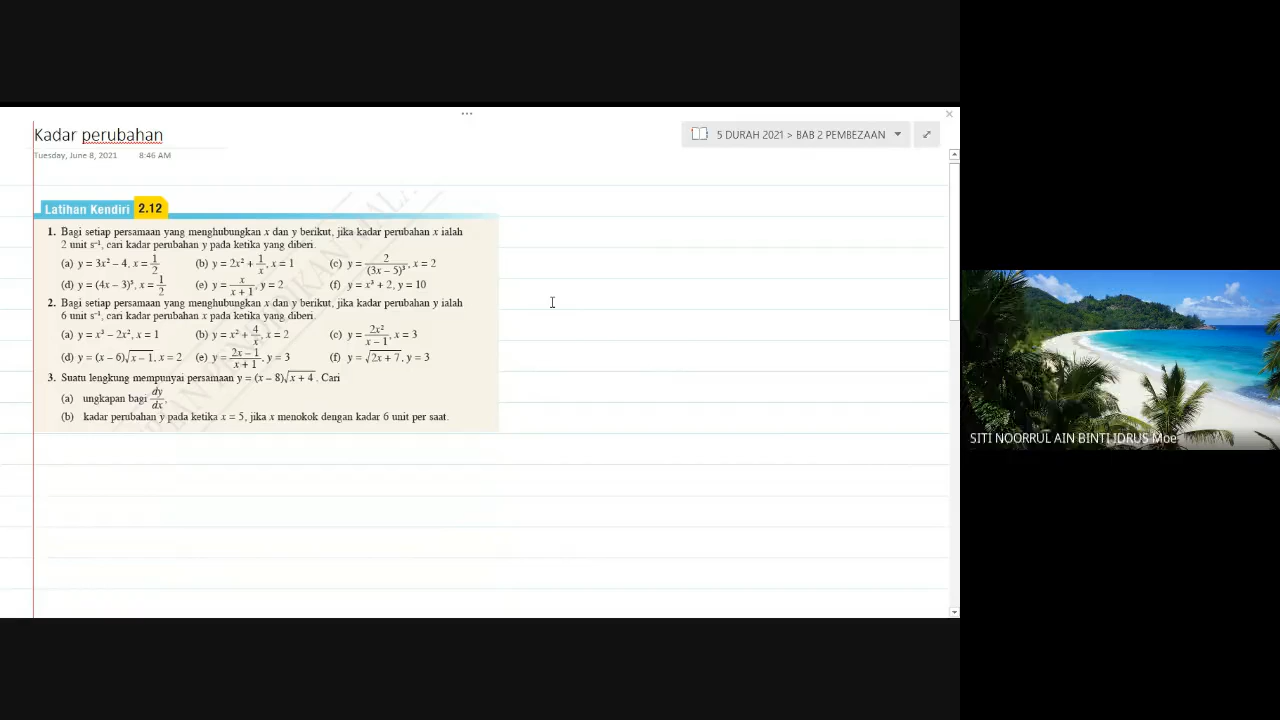 Kadar perubahan
5 DURAH 2021 > BAB 2 PEMBEZAAN
Tuesday, June 8, 2021 8:46 AM
Latihan Kendiri 2.12
1. Bagi setiap persamaan yang menghubungkan x dan y berikut, jika kadar perubahan x ialah
2 unit s⁻¹, cari kadar perubahan y pada ketika yang diberi.
(a) y = 3x² – 4, x = 1/2 (b) y = 2x² + 1/x, x = 1 (c) y = 2/(3x – 5)³, x = 2
(d) y = (4x – 3)⁵, x = 1/2 (e) y = x/(x + 1), y = 2 (f) y = x³ + 2, y = 10
2. Bagi setiap persamaan yang menghubungkan x dan y berikut, jika kadar perubahan y ialah
6 unit s⁻¹, cari kadar perubahan x pada ketika yang diberi.
(a) y = x³ – 2x², x = 1 (b) y = x² + 4/x, x = 2 (c) y = 2x²/(x – 1), x = 3
(d) y = (x – 6)√(x – 1), x = 2 (e) y = (2x – 1)/(x + 1), y = 3 (f) y = √(2x + 7), y = 3
3. Suatu lengkung mempunyai persamaan y = (x – 8)√(x + 4). Cari
(a) ungkapan bagi dy/dx,
(b) kadar perubahan y pada ketika x = 5, jika x menokok dengan kadar 6 unit per saat.
SITI NOORRUL AIN BINTI IDRUS Moe